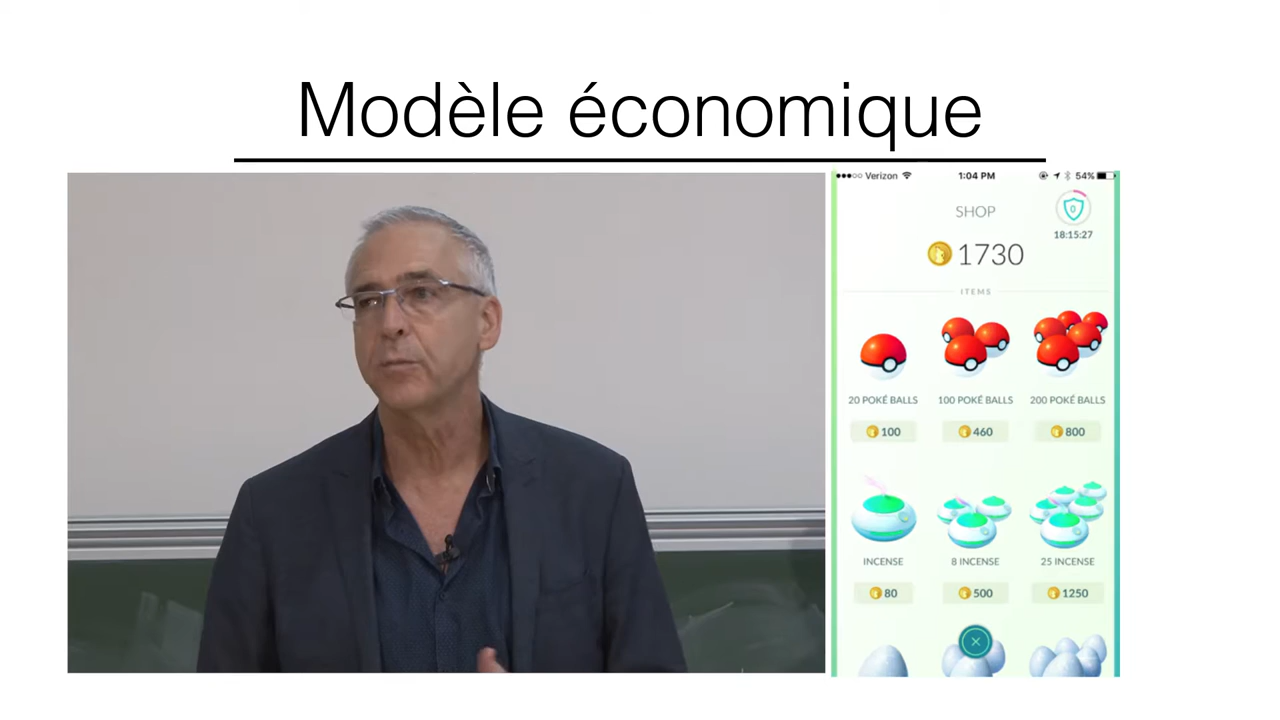 Modèle économique
Verizon 1:04 PM 54%
SHOP
0
18:15:27
1730
ITEMS
20 POKÉ BALLS 100 POKÉ BALLS 200 POKÉ BALLS
100 460 800
INCENSE 8 INCENSE 25 INCENSE
80 500 1250